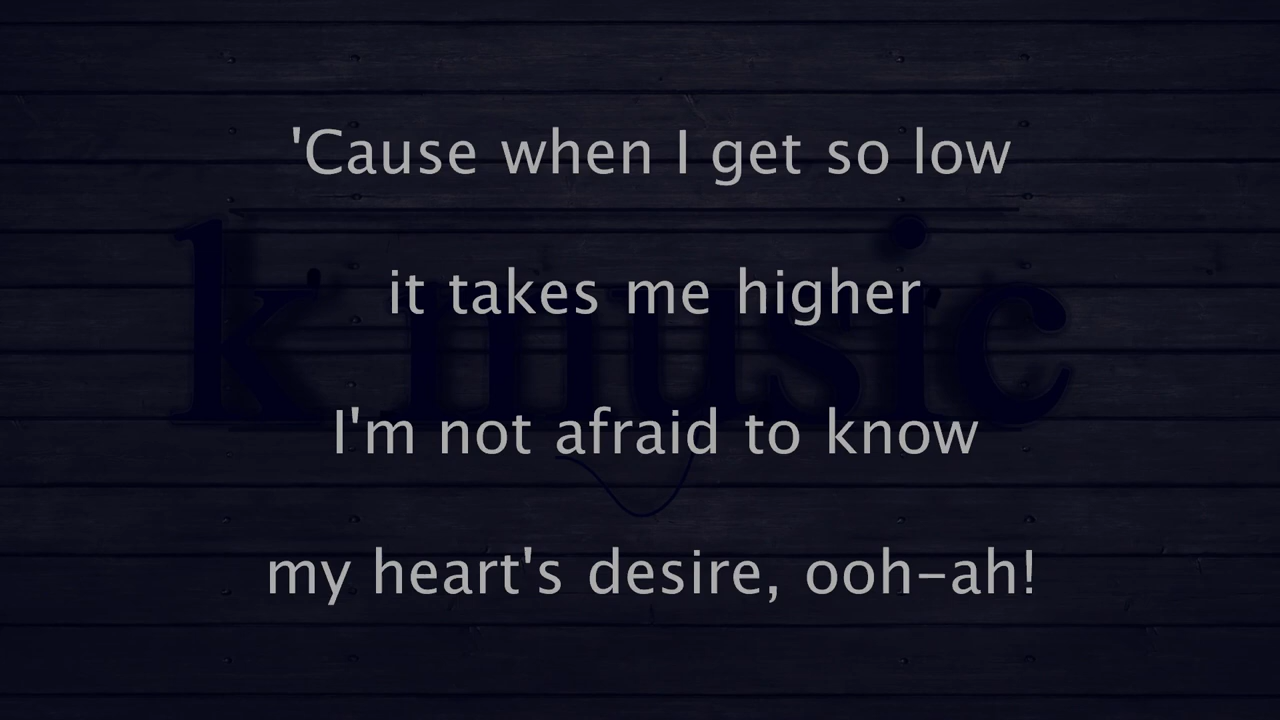 'Cause when I get so low
it takes me higher
k' music
I'm not afraid to know
my heart's desire, ooh-ah!